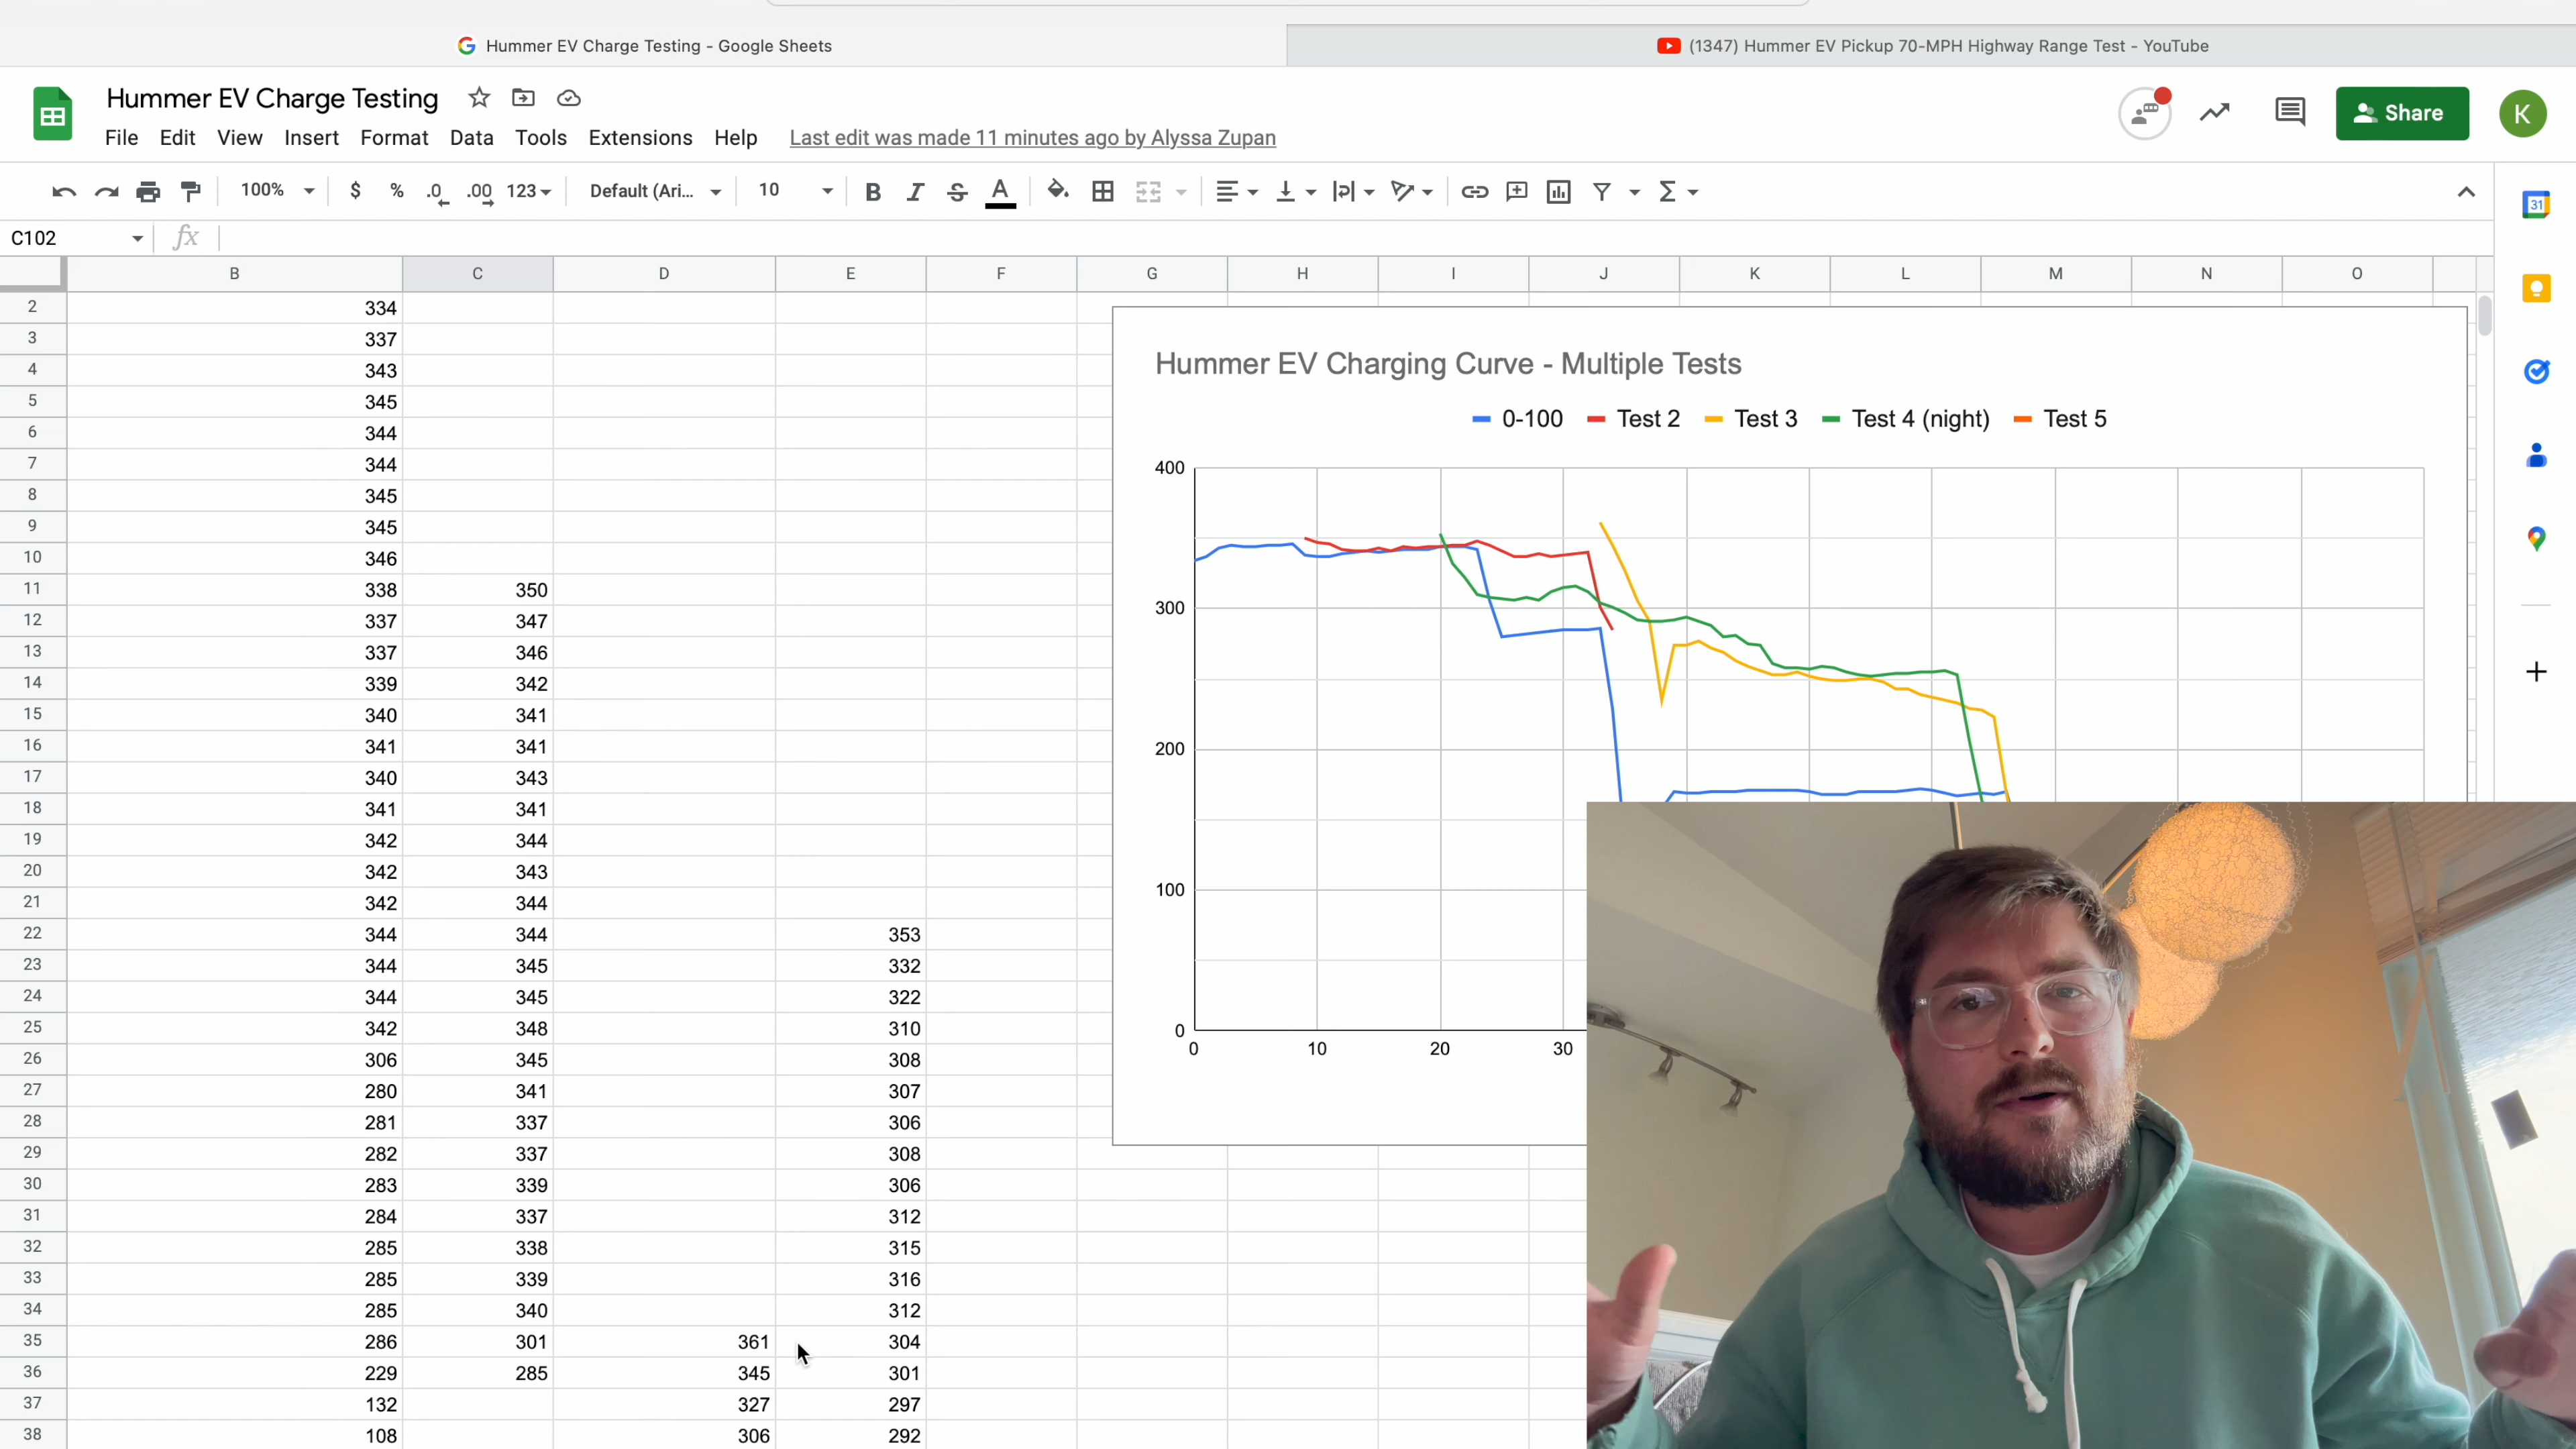 Hummer EV Charge Testing - Google Sheets
(1347) Hummer EV Pickup 70-MPH Highway Range Test - YouTube
Hummer EV Charge Testing
File Edit View Insert Format Data Tools Extensions Help Last edit was made 11 minutes ago by Alyssa Zupan
Share
K
100% $ % .0 .00 123 Default (Ari... 10 B I S A
31
C102 fx
B C D E F G H I J K L M N O
2 334
3 337
4 343
5 345
6 344
7 344
8 345
9 345
10 346
11 338 350
12 337 347
13 337 346
14 339 342
15 340 341
16 341 341
17 340 343
18 341 341
19 342 344
20 342 343
21 342 344
22 344 344 353
23 344 345 332
24 344 345 322
25 342 348 310
26 306 345 308
27 280 341 307
28 281 337 306
29 282 337 308
30 283 339 306
31 284 337 312
32 285 338 315
33 285 339 316
34 285 340 312
35 286 301 361 304
36 229 285 345 301
37 132 327 297
38 108 306 292
Hummer EV Charging Curve - Multiple Tests
0-100 Test 2 Test 3 Test 4 (night) Test 5
400
300
200
100
0
0 10 20 30